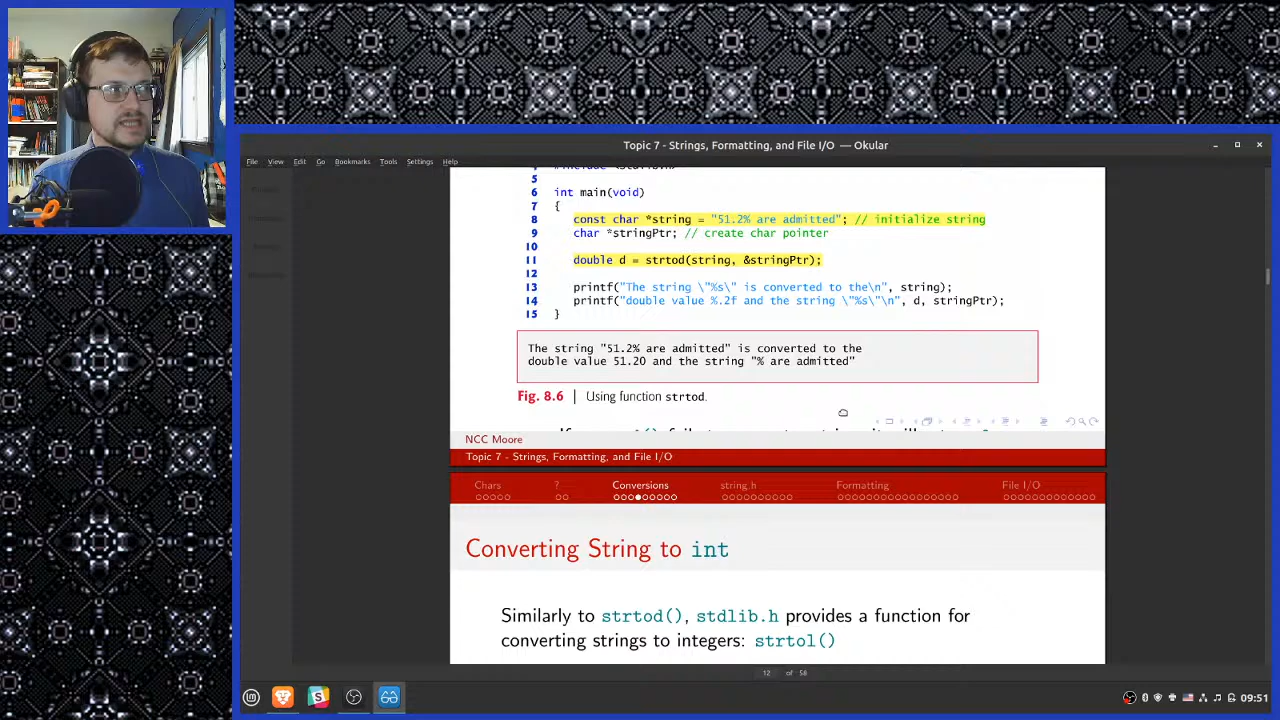 Topic 7 - Strings, Formatting, and File I/O — Okular
File View Edit Go Bookmarks Tools Settings Help
5
6 int main(void)
7 {
8 const char *string = "51.2% are admitted"; // initialize string
9 char *stringPtr; // create char pointer
10
11 double d = strtod(string, &stringPtr);
12
13 printf("The string \"%s\" is converted to the\n", string);
14 printf("double value %.2f and the string \"%s\"\n", d, stringPtr);
15 }
The string "51.2% are admitted" is converted to the
double value 51.20 and the string "% are admitted"
Fig. 8.6 | Using function strtod.
NCC Moore
Topic 7 - Strings, Formatting, and File I/O
Chars ? Conversions string.h Formatting File I/O
Converting String to int
Similarly to strtod(), stdlib.h provides a function for
converting strings to integers: strtol()
12 of 58
09:51